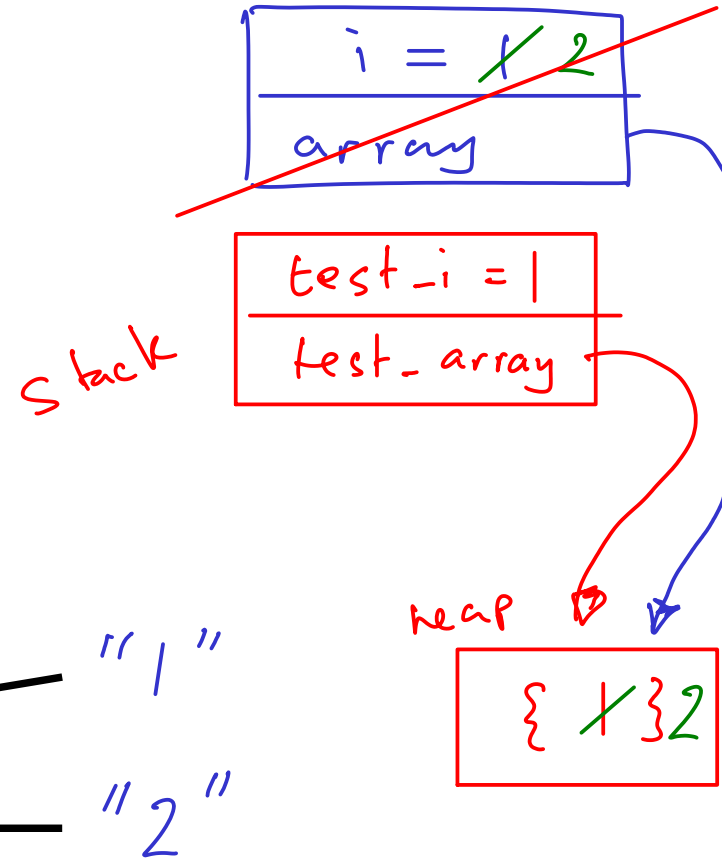 i = 1 2
array
test_i = 1
stack
test_array
heap
{ 1 } 2
"1"
"2"